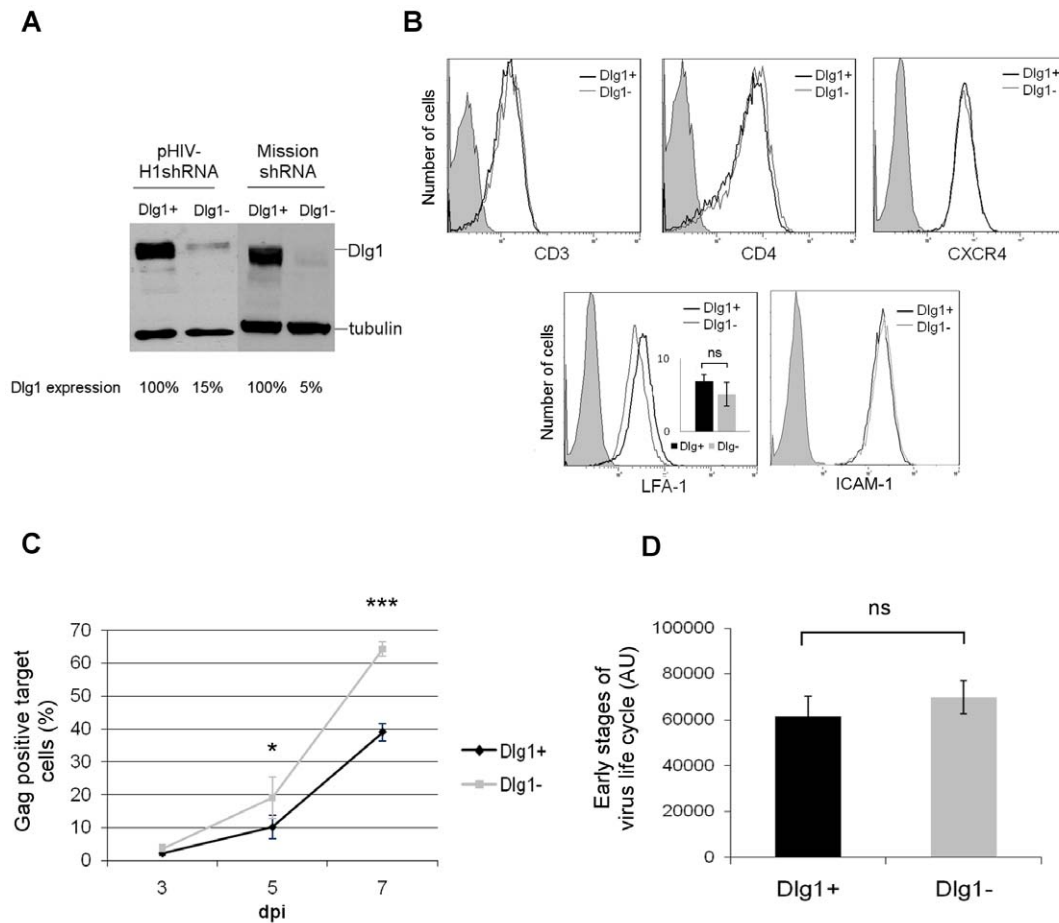 A
pHIV-
H1shRNA
Mission
shRNA
Dlg1+ Dlg1- Dlg1+ Dlg1-
Dlg1
tubulin
Dlg1 expression 100% 15% 100% 5%
B
Number of cells
Dlg1+
Dlg1-
CD3
Dlg1+
Dlg1-
CD4
Dlg1+
Dlg1-
CXCR4
Number of cells
Dlg1+
Dlg1-
10
ns
0
Dlg+ Dlg-
LFA-1
Dlg1+
Dlg1-
ICAM-1
C
Gag positive target
cells (%)
70
60
50
40
30
20
10
0
*
***
3 5 7
dpi
Dlg1+
Dlg1-
D
Early stages of
virus life cycle (AU)
100000
80000
60000
40000
20000
0
ns
Dlg1+ Dlg1-